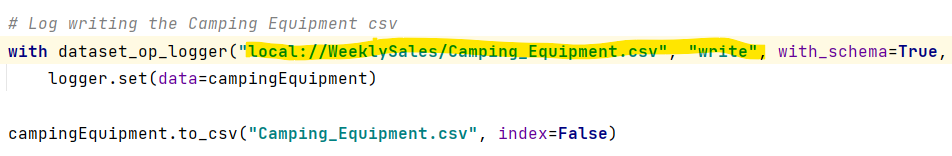 # Log writing the Camping Equipment csv
with dataset_op_logger("local://WeeklySales/Camping_Equipment.csv", "write", with_schema=True,
    logger.set(data=campingEquipment)
campingEquipment.to_csv("Camping_Equipment.csv", index=False)